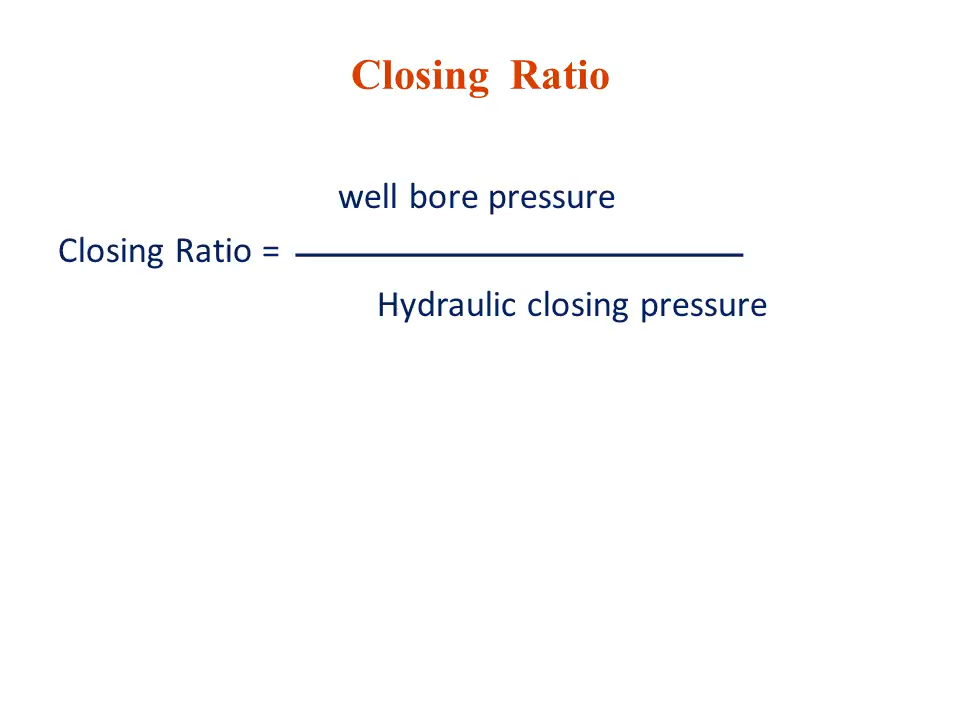 Closing Ratio
well bore pressure
Closing Ratio =
Hydraulic closing pressure